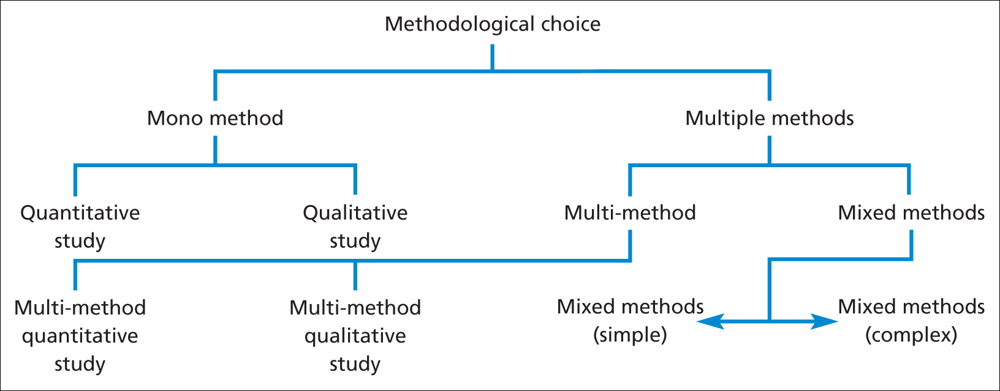 Methodological choice
Mono method
Multiple methods
Quantitative
study
Qualitative
study
Multi-method
Mixed methods
Multi-method
quantitative
study
Multi-method
qualitative
study
Mixed methods
(simple)
Mixed methods
(complex)